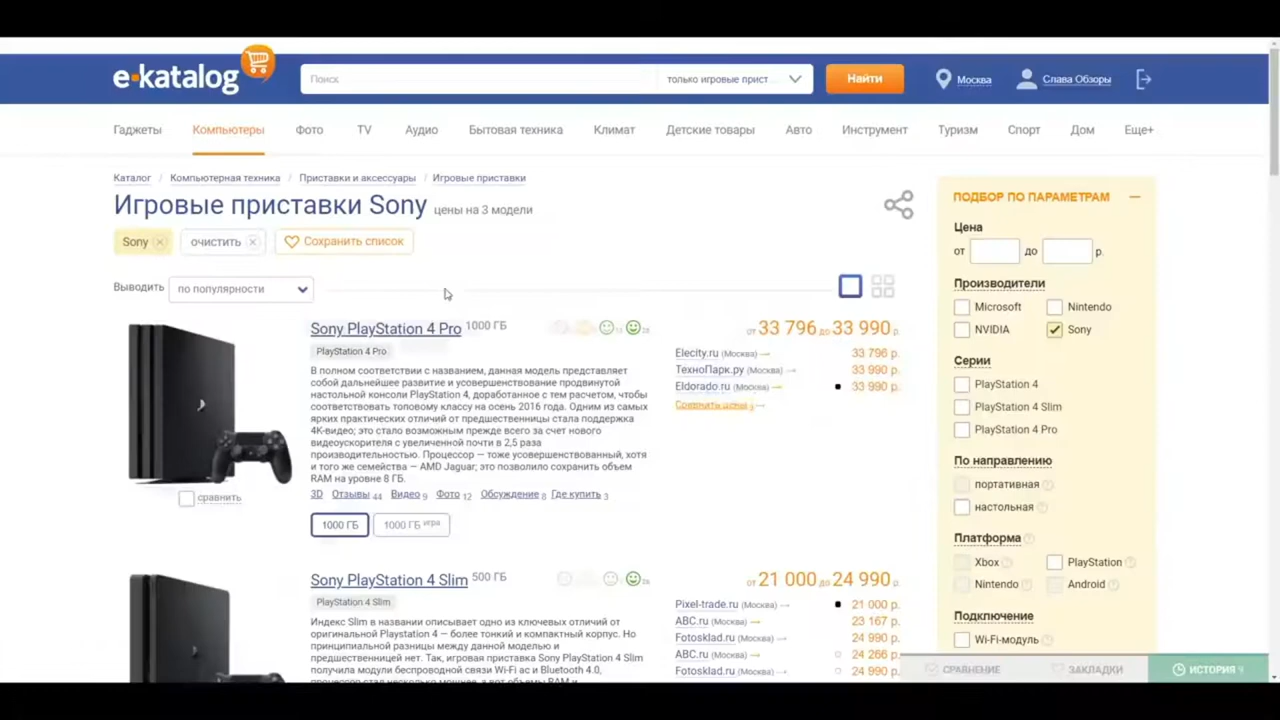 e-katalog
Поиск
только игровые прист...
Найти
Москва
Слава Обзоры
Гаджеты
Компьютеры
Фото
TV
Аудио
Бытовая техника
Климат
Детские товары
Авто
Инструмент
Туризм
Спорт
Дом
Еще+
Каталог / Компьютерная техника / Приставки и аксессуары / Игровые приставки
Игровые приставки Sony цены на 3 модели
Sony
очистить
Сохранить список
Выводить
по популярности
Sony PlayStation 4 Pro 1000 ГБ
PlayStation 4 Pro
В полном соответствии с названием, данная модель представляет
собой дальнейшее развитие и усовершенствование продвинутой
настольной консоли PlayStation 4, доработанное с тем расчетом, чтобы
соответствовать топовому классу на осень 2016 года. Одним из самых
ярких практических отличий от предшественницы стала поддержка
4K-видео; это стало возможным прежде всего за счет нового
видеоускорителя с увеличенной почти в 2,5 раза
производительностью. Процессор — тоже усовершенствованный, хотя
и того же семейства — AMD Jaguar; это позволило сохранить объем
RAM на уровне 8 ГБ.
3D Отзывы 44 Видео 9 Фото 12 Обсуждение 8 Где купить 3
сравнить
1000 ГБ
1000 ГБ игра
от 33 796 до 33 990 р.
Elecity.ru (Москва) 33 796 р.
ТехноПарк.ру (Москва) 33 990 р.
Eldorado.ru (Москва) 33 990 р.
Сравнить цены
Sony PlayStation 4 Slim 500 ГБ
PlayStation 4 Slim
Индекс Slim в названии описывает одно из ключевых отличий от
оригинальной Playstation 4 – более тонкий и компактный корпус. Но
принципиальной разницы между данной моделью и
предшественницей нет. Так, игровая приставка Sony PlayStation 4 Slim
получила модули беспроводной связи Wi-Fi ac и Bluetooth 4.0,
от 21 000 до 24 990 р.
Pixel-trade.ru (Москва) 21 000 р.
ABC.ru (Москва) 23 167 р.
Fotosklad.ru (Москва) 24 990 р.
ABC.ru (Москва) 24 266 р.
Fotosklad.ru (Москва) 24 990 р.
ПОДБОР ПО ПАРАМЕТРАМ
Цена
от до р.
Производители
Microsoft
Nintendo
NVIDIA
Sony
Серии
PlayStation 4
PlayStation 4 Slim
PlayStation 4 Pro
По направлению
портативная
настольная
Платформа
Xbox
PlayStation
Nintendo
Android
Подключение
Wi-Fi-модуль
СРАВНЕНИЕ
ЗАКЛАДКИ
ИСТОРИЯ 9